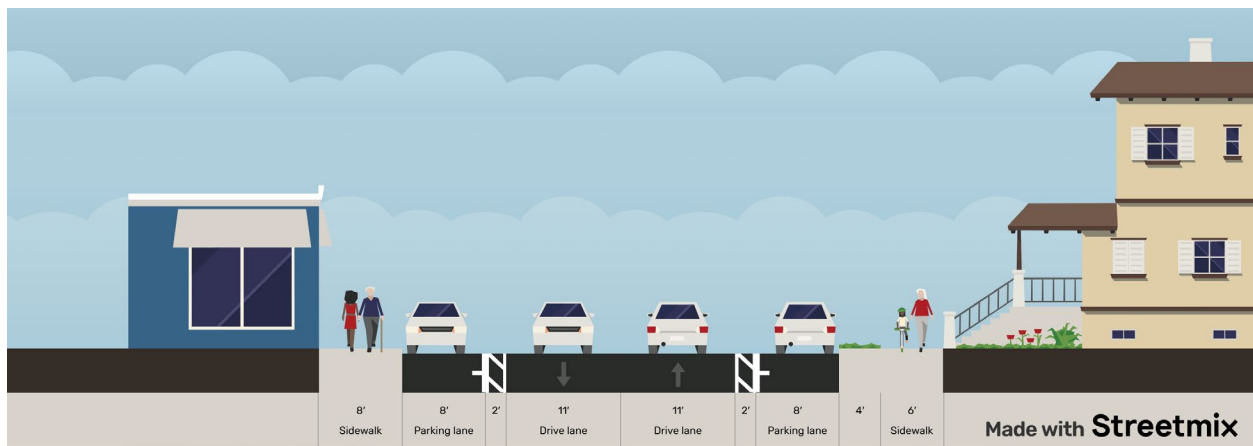 8' 8' 2' 11' 11' 2' 8' 4' 6'
Sidewalk Parking lane Drive lane Drive lane Parking lane Sidewalk
Made with Streetmix